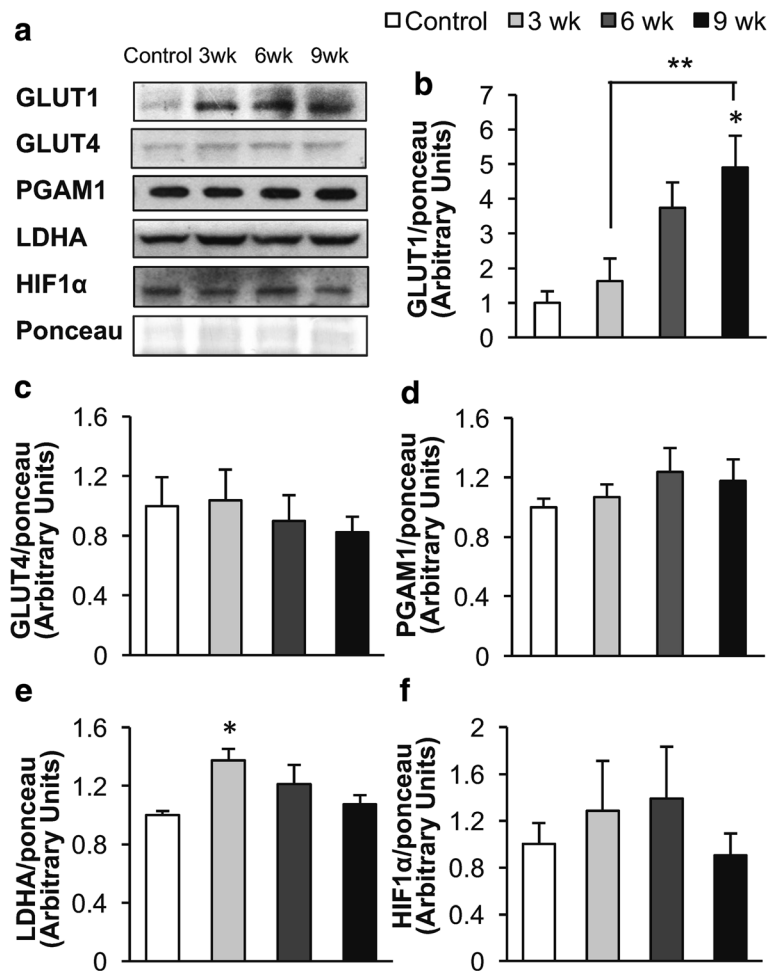 Control 3 wk 6 wk 9 wk
a
Control 3wk 6wk 9wk
GLUT1
GLUT4
PGAM1
LDHA
HIF1α
Ponceau
b
**
*
7
6
5
4
3
2
1
0
GLUT1/ponceau
(Arbitrary Units)
c
1.6
1.2
0.8
0.4
0
GLUT4/ponceau
(Arbitrary Units)
d
1.6
1.2
0.8
0.4
0
PGAM1/ponceau
(Arbitrary Units)
e
*
1.6
1.2
0.8
0.4
0
LDHA/ponceau
(Arbitrary Units)
f
2
1.6
1.2
0.8
0.4
0
HIF1α/ponceau
(Arbitrary Units)